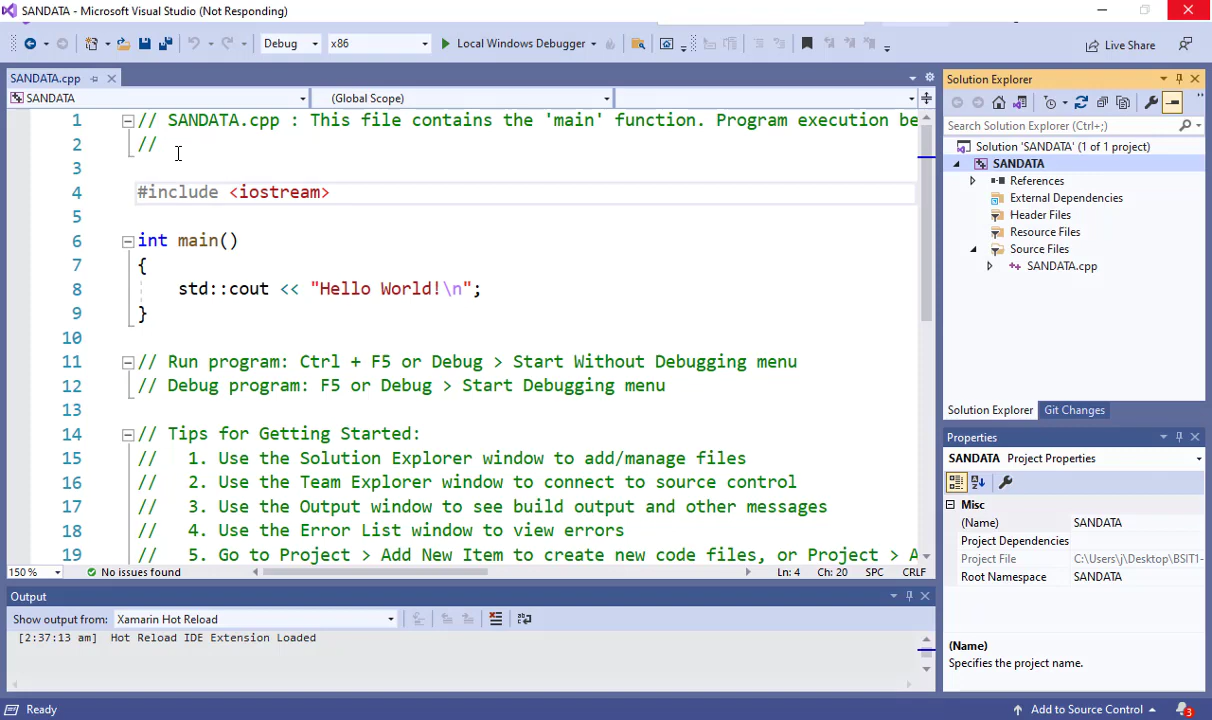 SANDATA - Microsoft Visual Studio (Not Responding)
Debug
x86
Local Windows Debugger
Live Share
SANDATA.cpp
SANDATA
(Global Scope)
1 // SANDATA.cpp : This file contains the 'main' function. Program execution be
2 //
3
4 #include <iostream>
5
6 int main()
7 {
8 std::cout << "Hello World!\n";
9 }
10
11 // Run program: Ctrl + F5 or Debug > Start Without Debugging menu
12 // Debug program: F5 or Debug > Start Debugging menu
13
14 // Tips for Getting Started:
15 // 1. Use the Solution Explorer window to add/manage files
16 // 2. Use the Team Explorer window to connect to source control
17 // 3. Use the Output window to see build output and other messages
18 // 4. Use the Error List window to view errors
19 // 5. Go to Project > Add New Item to create new code files, or Project > A
150 %
No issues found
Ln: 4 Ch: 20 SPC CRLF
Output
Show output from: Xamarin Hot Reload
[2:37:13 am] Hot Reload IDE Extension Loaded
Solution Explorer
Search Solution Explorer (Ctrl+;)
Solution 'SANDATA' (1 of 1 project)
SANDATA
References
External Dependencies
Header Files
Resource Files
Source Files
SANDATA.cpp
Solution Explorer Git Changes
Properties
SANDATA Project Properties
Misc
(Name) SANDATA
Project Dependencies
Project File C:\Users\j\Desktop\BSIT1-
Root Namespace SANDATA
(Name)
Specifies the project name.
Ready
Add to Source Control
3